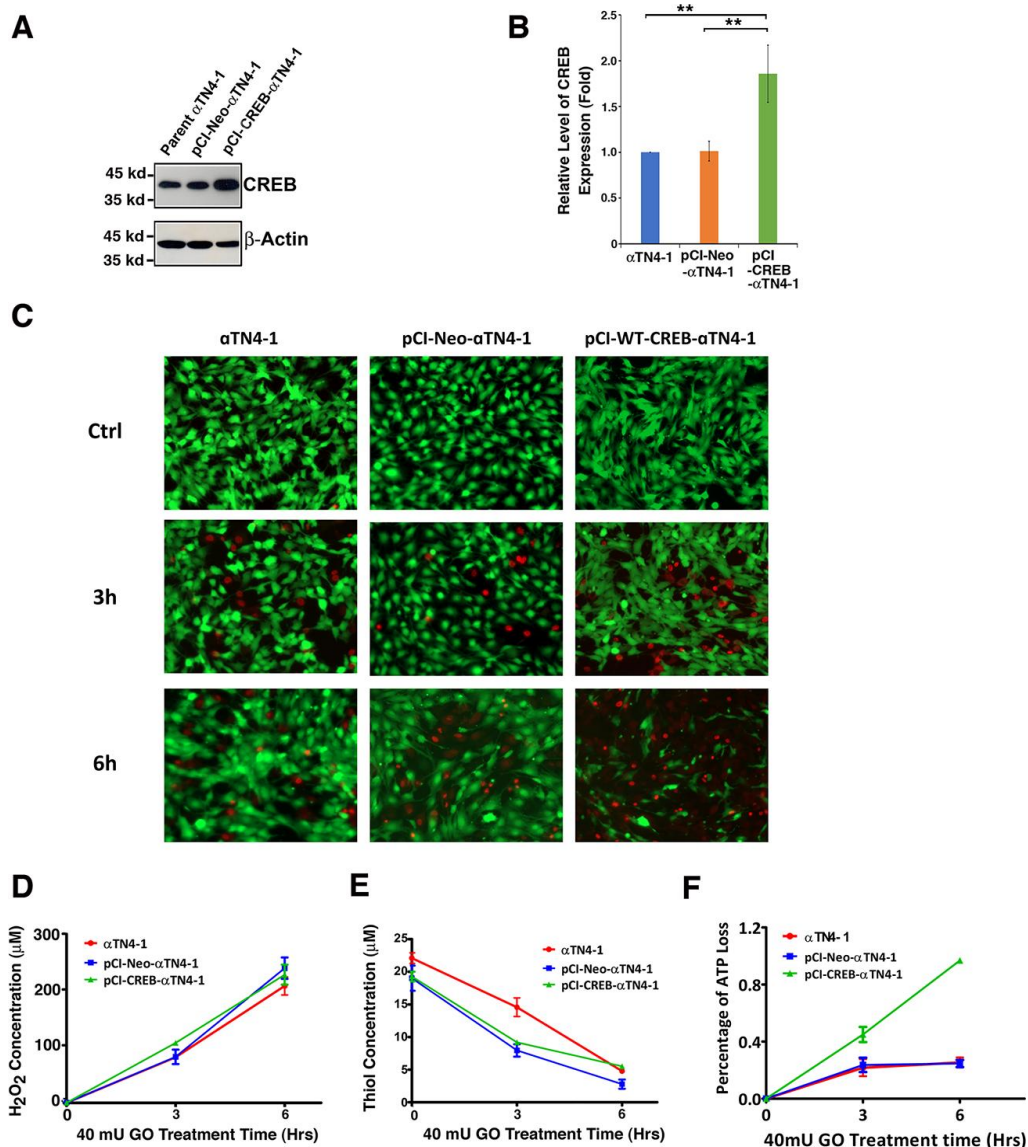 A
Parent αTN4-1
pCI-Neo-αTN4-1
pCI-CREB-αTN4-1
45 kd
35 kd
CREB
45 kd
35 kd
β-Actin
B
Relative Level of CREB
Expression (Fold)
2.5
2.0
1.5
1.0
0.5
0
**
**
αTN4-1
pCI-Neo
-αTN4-1
pCI
-CREB
-αTN4-1
C
αTN4-1
pCI-Neo-αTN4-1
pCI-WT-CREB-αTN4-1
Ctrl
3h
6h
D
H2O2 Concentration (μM)
300
200
100
0
αTN4-1
pCI-Neo-αTN4-1
pCI-CREB-αTN4-1
0
3
6
40 mU GO Treatment Time (Hrs)
E
Thiol Concentration (μM)
25
20
15
10
5
0
αTN4-1
pCI-Neo-αTN4-1
pCI-CREB-αTN4-1
0
3
6
40 mU GO Treatment Time (Hrs)
F
Percentage of ATP Loss
1.2
0.8
0.4
0.0
αTN4-1
pCI-Neo-αTN4-1
pCI-CREB-αTN4-1
0
3
6
40mU GO Treatment time (Hrs)